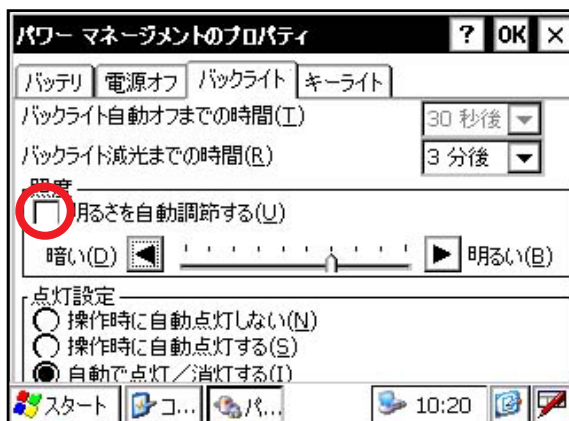 パワー マネージメントのプロパティ ? OK ×
バッテリ 電源オフ バックライト キーライト
バックライト自動オフまでの時間(T) 30 秒後
バックライト減光までの時間(R) 3 分後
照度
明るさを自動調節する(U)
暗い(D) 明るい(B)
点灯設定
操作時に自動点灯しない(N)
操作時に自動点灯する(S)
自動で点灯/消灯する(I)
スタート コ... パ... 10:20